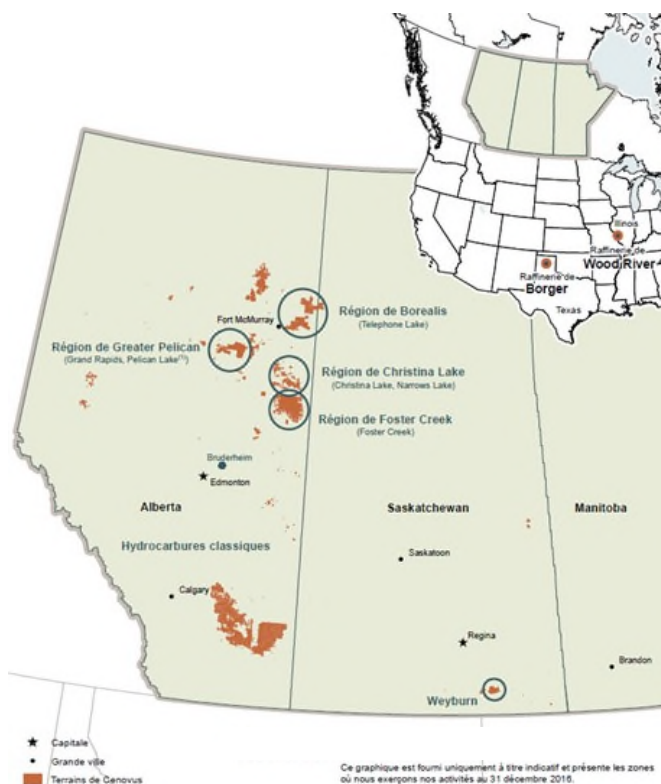 Illinois
Raffinerie de
Wood River
Raffinerie de
Borger
Texas
Fort McMurray
Région de Borealis
(Telephone Lake)
Région de Greater Pelican
(Grand Rapids, Pelican Lake(1))
Région de Christina Lake
(Christina Lake, Narrows Lake)
Région de Foster Creek
(Foster Creek)
Bruderheim
Edmonton
Alberta
Saskatchewan
Manitoba
Hydrocarbures classiques
Saskatoon
Calgary
Regina
Brandon
Weyburn
Capitale
Grande ville
Terrains de Cenovus
Ce graphique est fourni uniquement à titre indicatif et présente les zones
où nous exerçons nos activités au 31 décembre 2016.